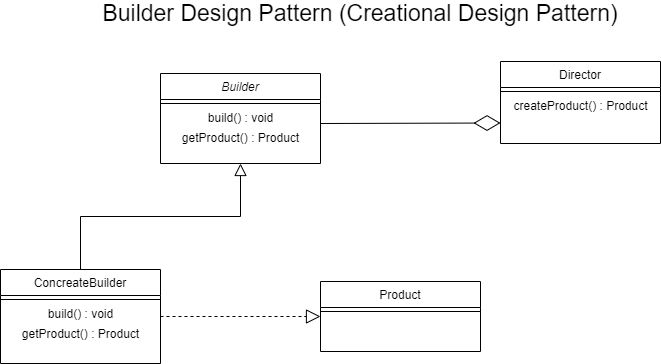 Builder Design Pattern (Creational Design Pattern)
Builder
build() : void
getProduct() : Product
Director
createProduct() : Product
ConcreateBuilder
build() : void
getProduct() : Product
Product